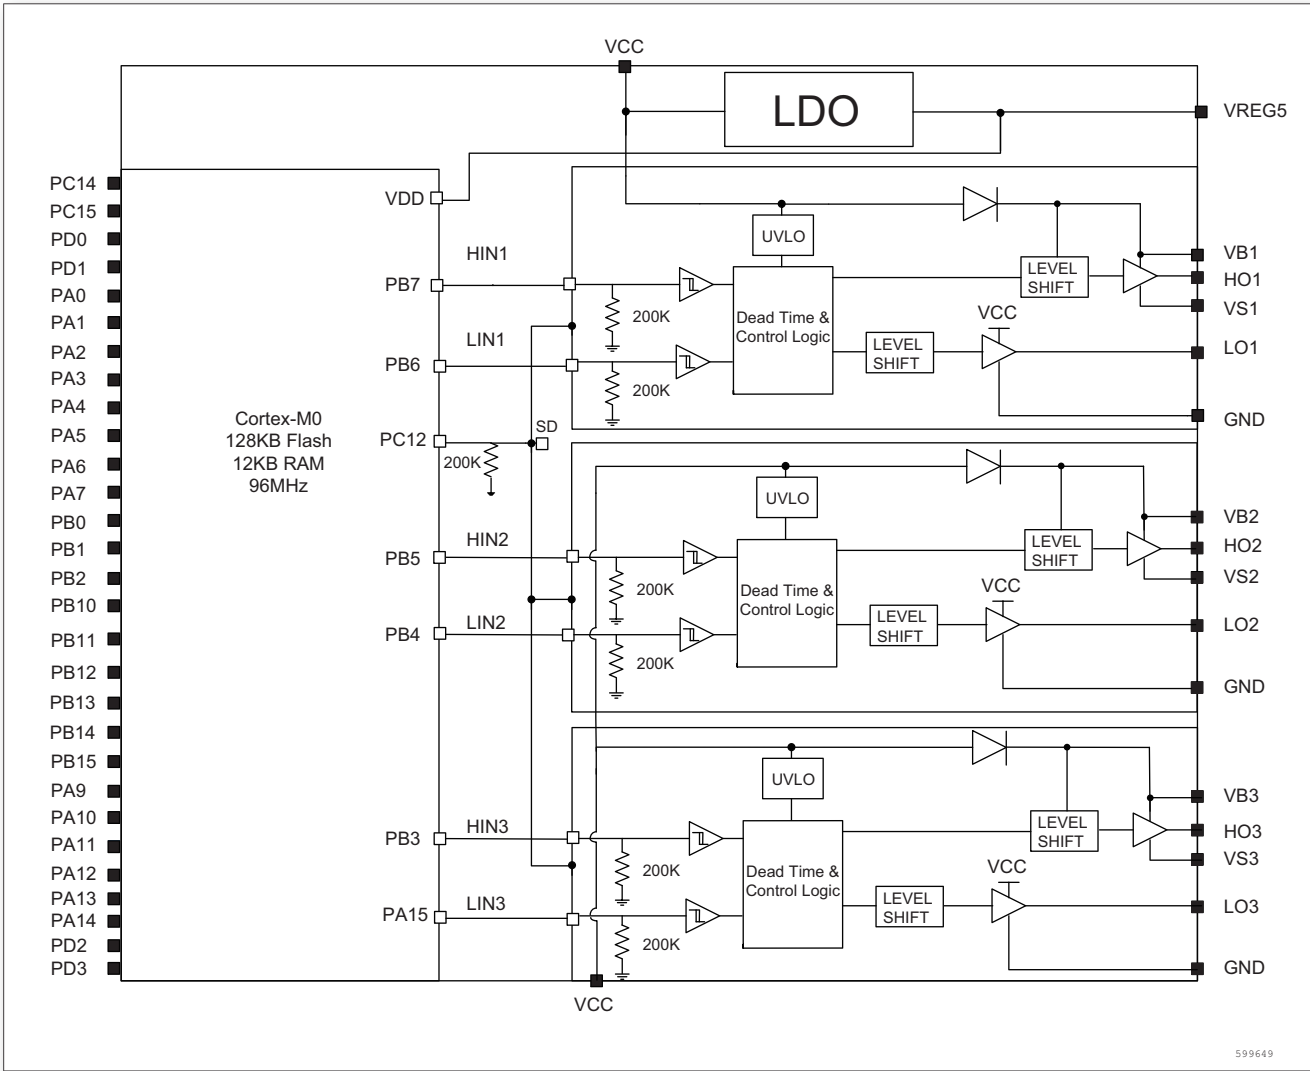 VCC
LDO
VREG5
PC14
PC15
PD0
PD1
PA0
PA1
PA2
PA3
PA4
PA5
PA6
PA7
PB0
PB1
PB2
PB10
PB11
PB12
PB13
PB14
PB15
PA9
PA10
PA11
PA12
PA13
PA14
PD2
PD3
Cortex-M0
128KB Flash
12KB RAM
96MHz
VDD
PB7
PB6
PC12
PB5
PB4
PB3
PA15
HIN1
LIN1
SD
200K
HIN2
LIN2
HIN3
LIN3
UVLO
200K
200K
Dead Time &
Control Logic
LEVEL
SHIFT
LEVEL
SHIFT
VCC
VB1
HO1
VS1
LO1
GND
UVLO
200K
200K
Dead Time &
Control Logic
LEVEL
SHIFT
LEVEL
SHIFT
VCC
VB2
HO2
VS2
LO2
GND
UVLO
200K
200K
Dead Time &
Control Logic
LEVEL
SHIFT
LEVEL
SHIFT
VCC
VB3
HO3
VS3
LO3
GND
VCC
599649